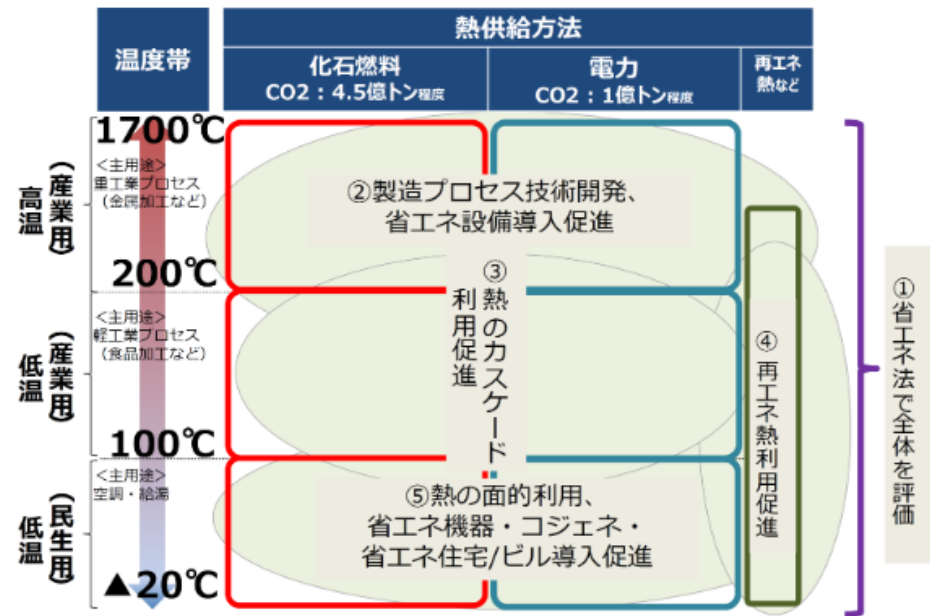 温度帯
熱供給方法
化石燃料
CO2：4.5億トン程度
電力
CO2：1億トン程度
再エネ
熱など
高温
（産業用）
1700℃
＜主用途＞
重工業プロセス
（金属加工など）
200℃
低温
（産業用）
＜主用途＞
軽工業プロセス
（食品加工など）
100℃
低温
（民生用）
＜主用途＞
空調・給湯
▲20℃
②製造プロセス技術開発、
省エネ設備導入促進
③熱のカスケード
利用促進
④再エネ熱利用促進
⑤熱の面的利用、
省エネ機器・コジェネ・
省エネ住宅/ビル導入促進
①省エネ法で全体を評価